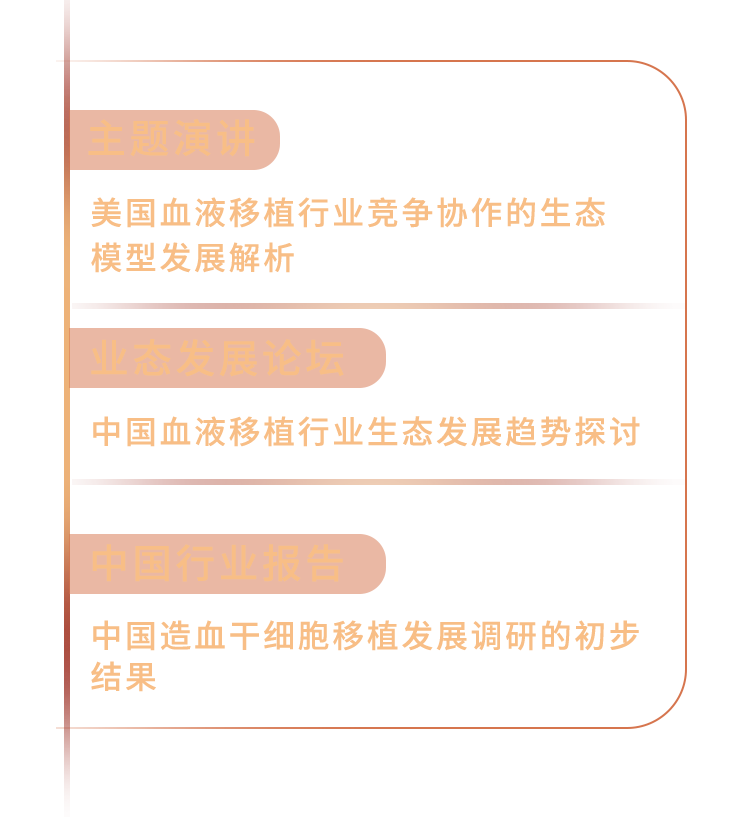 主题演讲
美国血液移植行业竞争协作的生态
模型发展解析
业态发展论坛
中国血液移植行业生态发展趋势探讨
中国行业报告
中国造血干细胞移植发展调研的初步
结果